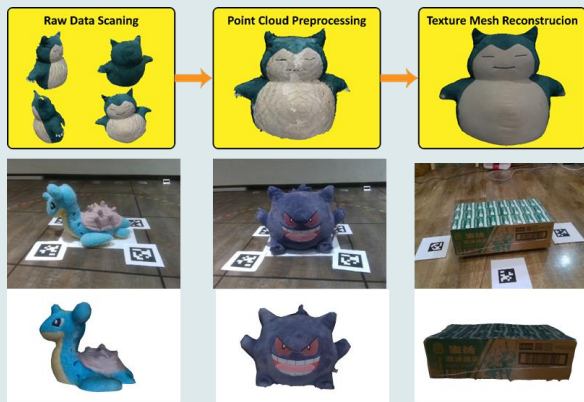 Raw Data Scaning
Point Cloud Preprocessing
Texture Mesh Reconstrucion